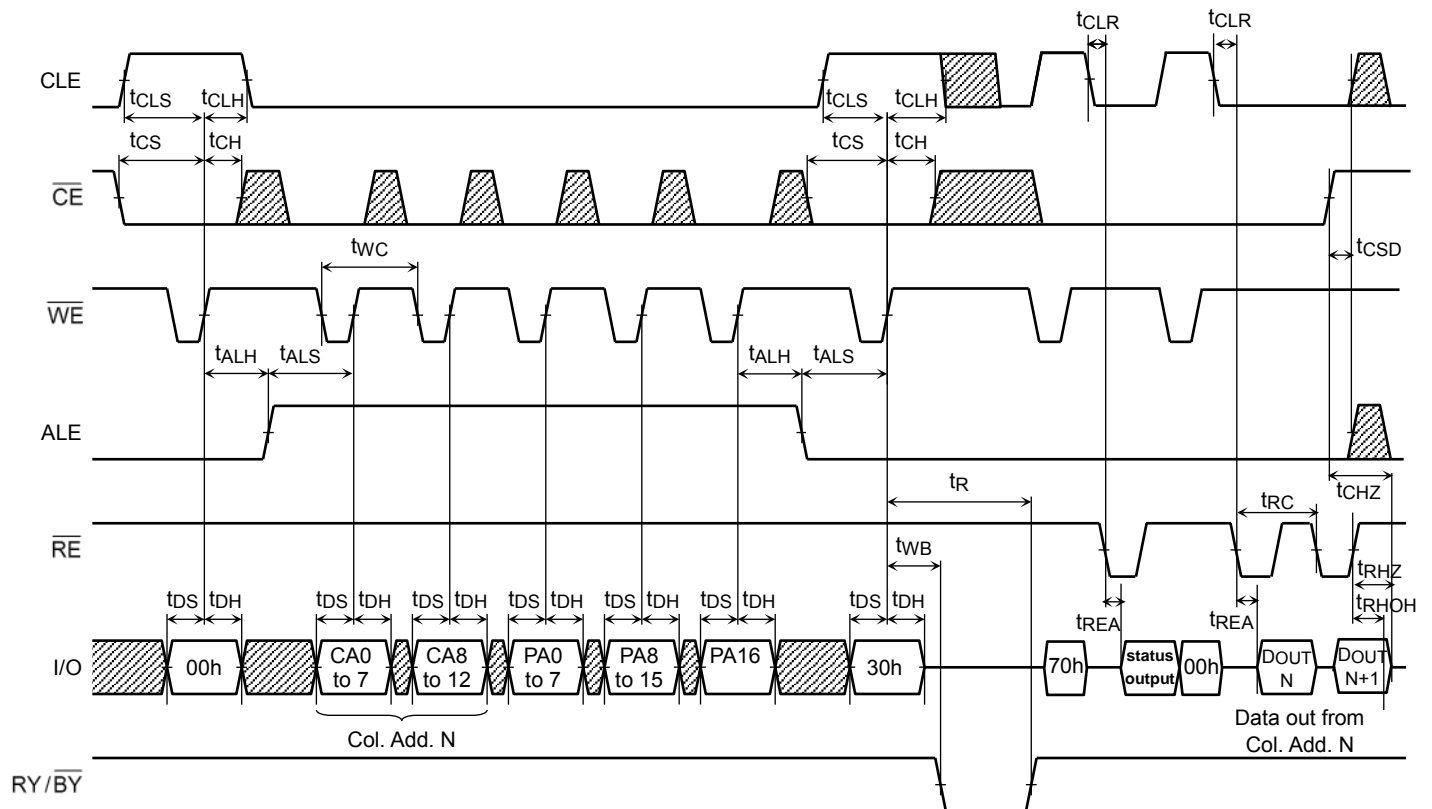 tCLR tCLR
CLE
tCLS tCLH tCLS tCLH
tCS tCH tCS tCH
CE
tWC tCSD
WE
tALH tALS tALH tALS
ALE
tR tCHZ
tRC
RE
tWB
tRHZ
tDS tDH tDS tDH tDS tDH tDS tDH tDS tDH tDS tDH tDS tDH tRHOH
tREA tREA
I/O
00h
CA0
to 7
CA8
to 12
PA0
to 7
PA8
to 15
PA16
30h
70h
status
output
00h
DOUT
N
DOUT
N+1
Col. Add. N
Data out from
Col. Add. N
RY/BY